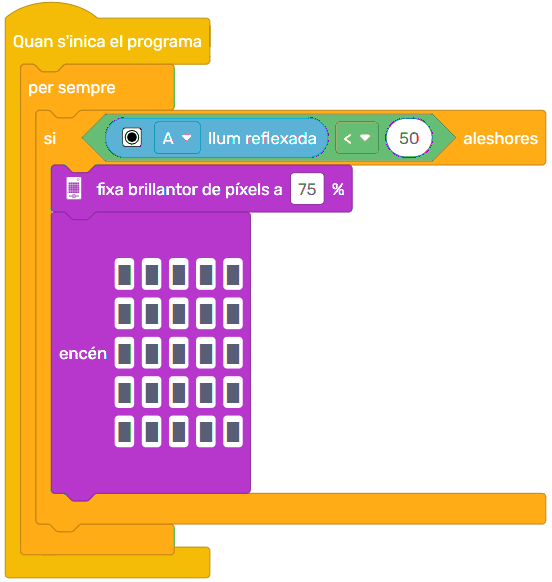 Quan s'inica el programa
per sempre
si A llum reflexada < 50 aleshores
fixa brillantor de píxels a 75 %
encén